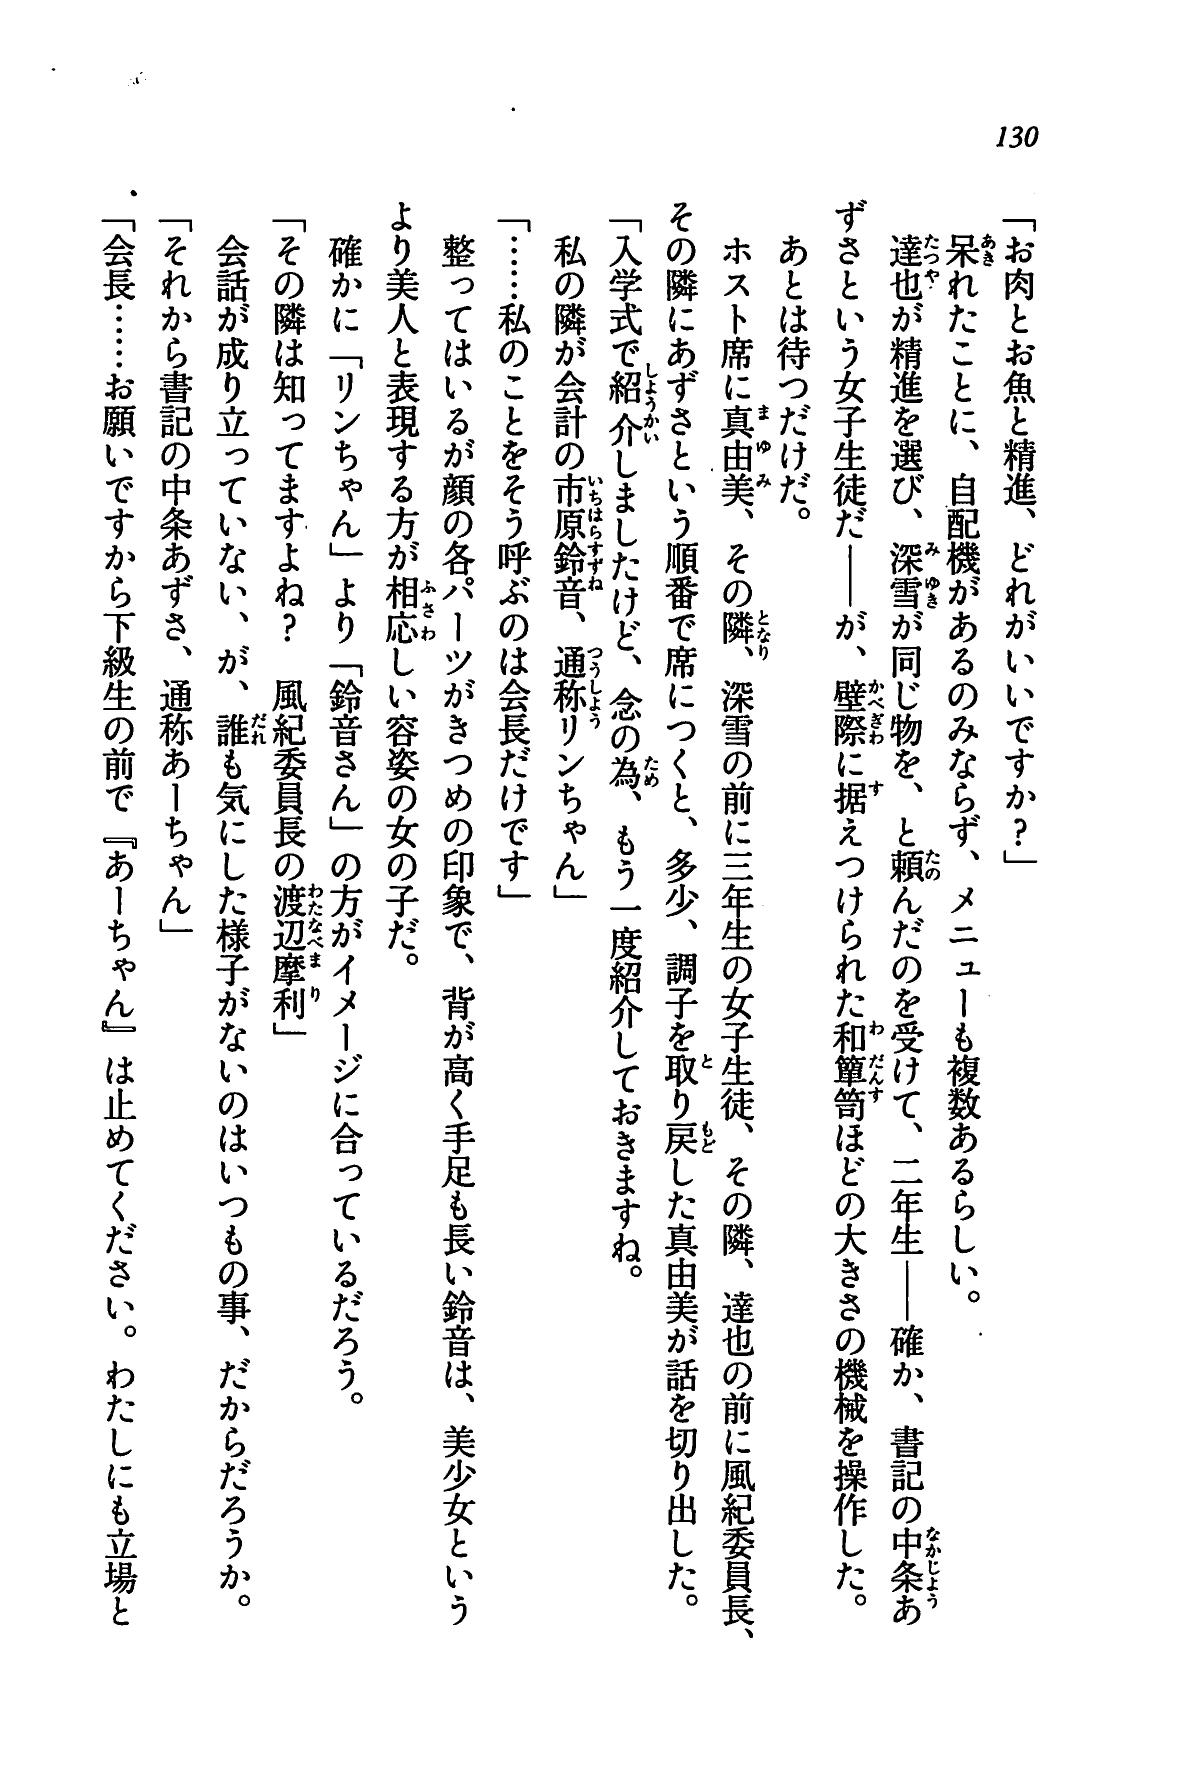 130
「お肉とお魚と精進、どれがいいですか?」
呆れたことに、自配機があるのみならず、メニューも複数あるらしい。
達也が精進を選び、深雪が同じ物を、と頼んだのを受けて、二年生――確か、書記の中条あ
ずさという女子生徒だ――が、壁際に据えつけられた和簞笥ほどの大きさの機械を操作した。
あとは待つだけだ。
ホスト席に真由美、その隣、深雪の前に三年生の女子生徒、その隣、達也の前に風紀委員長、
その隣にあずさという順番で席につくと、多少、調子を取り戻した真由美が話を切り出した。
「入学式で紹介しましたけど、念の為、もう一度紹介しておきますね。
私の隣が会計の市原鈴音、通称リンちゃん」
「……私のことをそう呼ぶのは会長だけです」
整ってはいるが顔の各パーツがきつめの印象で、背が高く手足も長い鈴音は、美少女という
より美人と表現する方が相応しい容姿の女の子だ。
確かに「リンちゃん」より「鈴音さん」の方がイメージに合っているだろう。
「その隣は知ってますよね? 風紀委員長の渡辺摩利」
会話が成り立っていない、が、誰も気にした様子がないのはいつもの事、だからだろうか。
「それから書記の中条あずさ、通称あーちゃん」
「会長……お願いですから下級生の前で『あーちゃん』は止めてください。わたしにも立場と